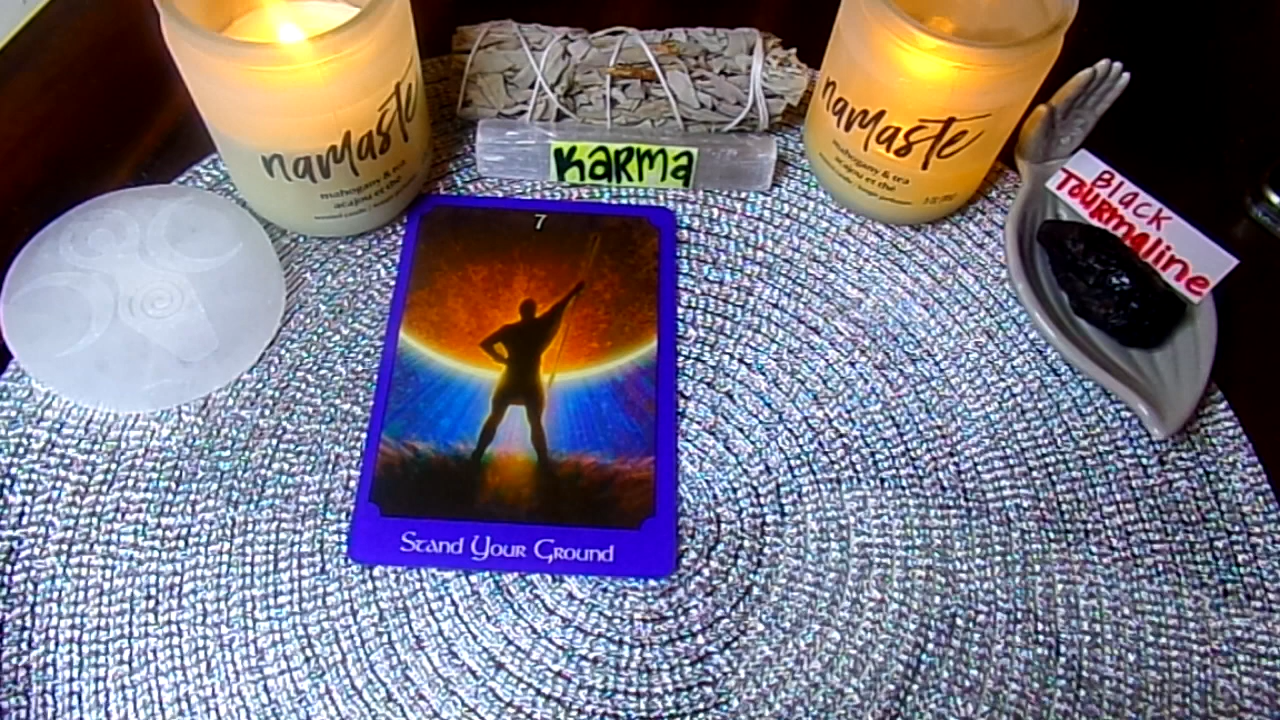 namaste
mahogany & tea
acajou et thé
KARMA
namaste
mahogany & tea
acajou et thé
BLACK
TOURMALINE
7
Stand Your Ground